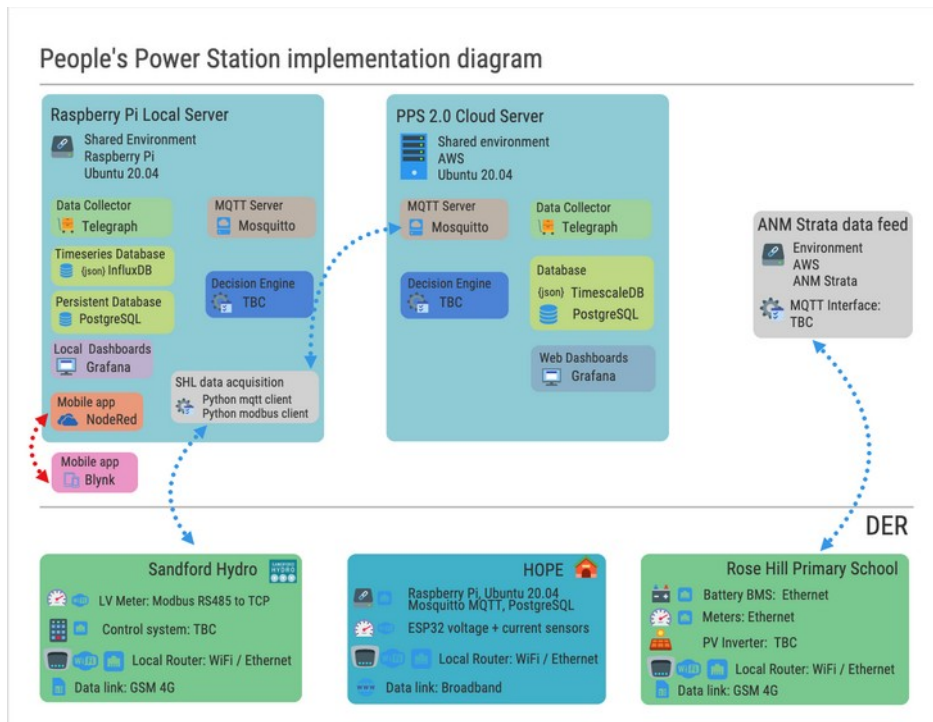 People's Power Station implementation diagram
Raspberry Pi Local Server
Shared Environment
Raspberry Pi
Ubuntu 20.04
Data Collector
Telegraph
MQTT Server
Mosquitto
Timeseries Database
{json} InfluxDB
Persistent Database
PostgreSQL
Decision Engine
TBC
Local Dashboards
Grafana
SHL data acquisition
Python mqtt client
Python modbus client
Mobile app
NodeRed
Mobile app
Blynk
PPS 2.0 Cloud Server
Shared environment
AWS
Ubuntu 20.04
MQTT Server
Mosquitto
Data Collector
Telegraph
Decision Engine
TBC
Database
{json} TimescaleDB
PostgreSQL
Web Dashboards
Grafana
ANM Strata data feed
Environment
AWS
ANM Strata
MQTT Interface:
TBC
DER
Sandford Hydro
SANDFORD
HYDRO
LV Meter: Modbus RS485 to TCP
Control system: TBC
WiFi
Local Router: WiFi / Ethernet
Data link: GSM 4G
HOPE
Raspberry Pi, Ubuntu 20.04
Mosquitto MQTT, PostgreSQL
ESP32 voltage + current sensors
WiFi
Local Router: WiFi / Ethernet
Data link: Broadband
Rose Hill Primary School
Battery BMS: Ethernet
Meters: Ethernet
PV Inverter: TBC
WiFi
Local Router: WiFi / Ethernet
Data link: GSM 4G